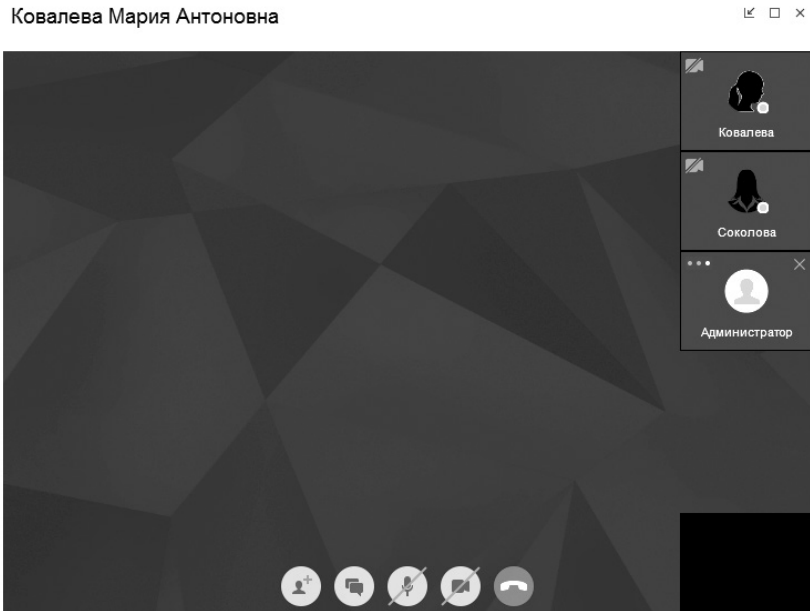 Ковалева Мария Антоновна
Ковалева
Соколова
Администратор